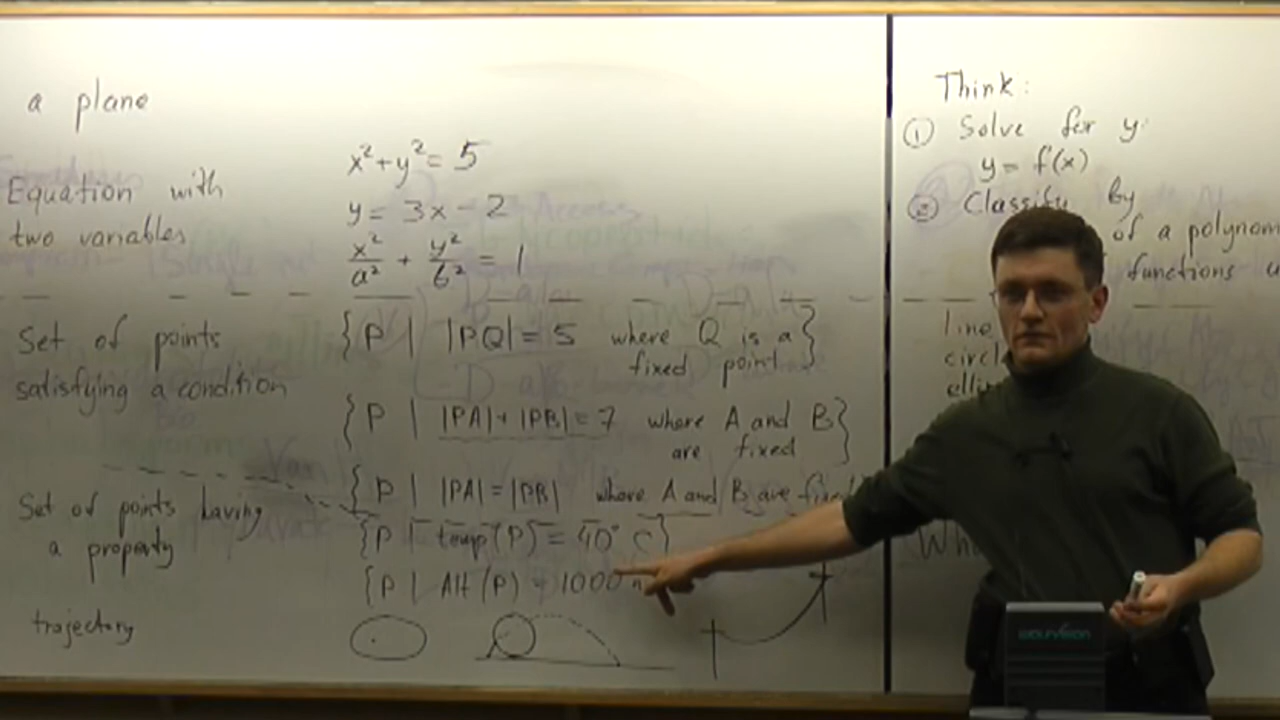 a plane
Equation with
two variables
x² + y² = 5
y = 3x - 2
x²/a² + y²/b² = 1
Set of points
satisfying a condition
{P | |PQ| = 5 where Q is a
fixed point}
{P | |PA| + |PB| = 7 where A and B
are fixed}
{P | |PA| = |PB| where A and B are
Set of points having
a property
{P | temp(P) = 40° C}
{P | Alt (P) = 1000
trajectory
Think:
① Solve for y.
y = f(x)
② Classify by
of a polynom
functions
line,
circle
WOLFVISION